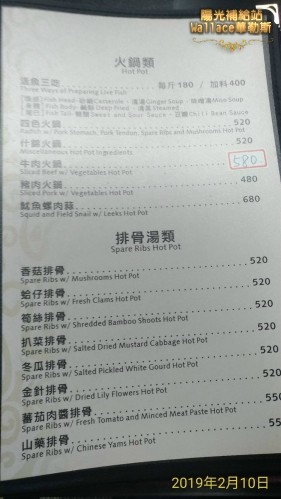 陽光補給站
wallace華勒斯
火鍋類
Hot Pot
活魚三吃 每斤180 / 加料400
Three Ways of Preparing Live Fish
四色火鍋 520
什錦火鍋 520
牛肉火鍋 580
Sliced Beef w/ Vegetables Hot Pot
豬肉火鍋 480
Sliced Pork w/ Vegetables Hot Pot
魷魚螺肉蒜 680
Squid and Field Snail w/ Leeks Hot Pot
排骨湯類
Spare Ribs Hot Pot
香菇排骨 520
Spare Ribs w/ Mushrooms Hot Pot
蛤仔排骨 520
Spare Ribs w/ Fresh Clams Hot Pot
筍絲排骨 520
Spare Ribs w/ Shredded Bamboo Shoots Hot Pot
扒菜排骨 520
Spare Ribs w/ Salted Dried Mustard Cabbage Hot Pot
冬瓜排骨 520
Spare Ribs w/ Salted Pickled White Gourd Hot Pot
金針排骨 550
Spare Ribs w/ Dried Lily Flowers Hot Pot
蕃茄肉醬排骨 550
Spare Ribs w/ Fresh Tomato and Minced Meat Paste Hot Pot
山藥排骨
Spare Ribs w/ Chinese Yams Hot Pot
2019年2月10日